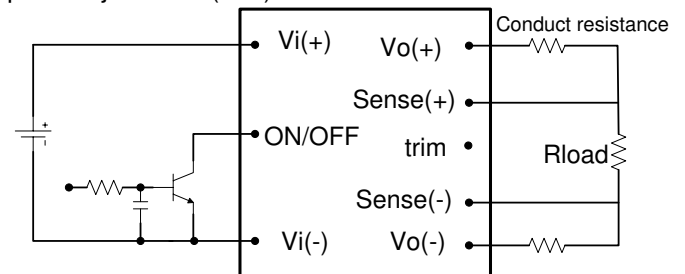 Conduct resistance
Vi(+)
Vo(+)
Sense(+)
ON/OFF
trim
Rload
Sense(-)
Vi(-)
Vo(-)
+
-